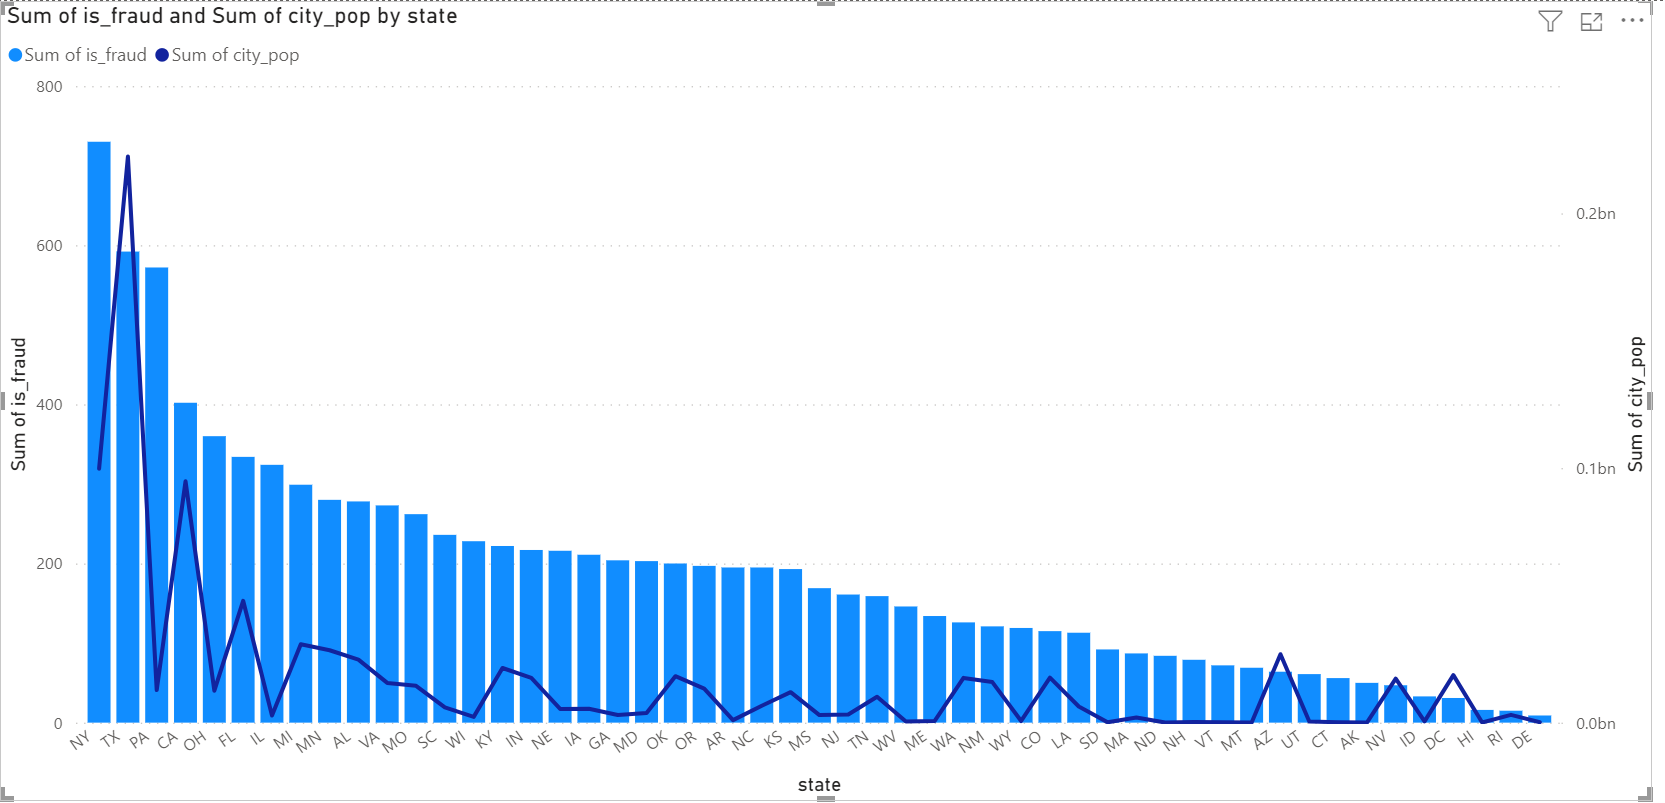 Sum of is_fraud and Sum of city_pop by state
Sum of is_fraud Sum of city_pop
800
600
400
200
0
Sum of is_fraud
0.2bn
0.1bn
0.0bn
Sum of city_pop
NY TX PA CA OH FL IL MI MN AL VA MO SC WI KY IN NE IA GA MD OK OR AR NC KS MS NJ TN WV ME WA NM WY CO LA SD MA ND NH VT MT AZ UT CT AK NV ID DC HI RI DE
state